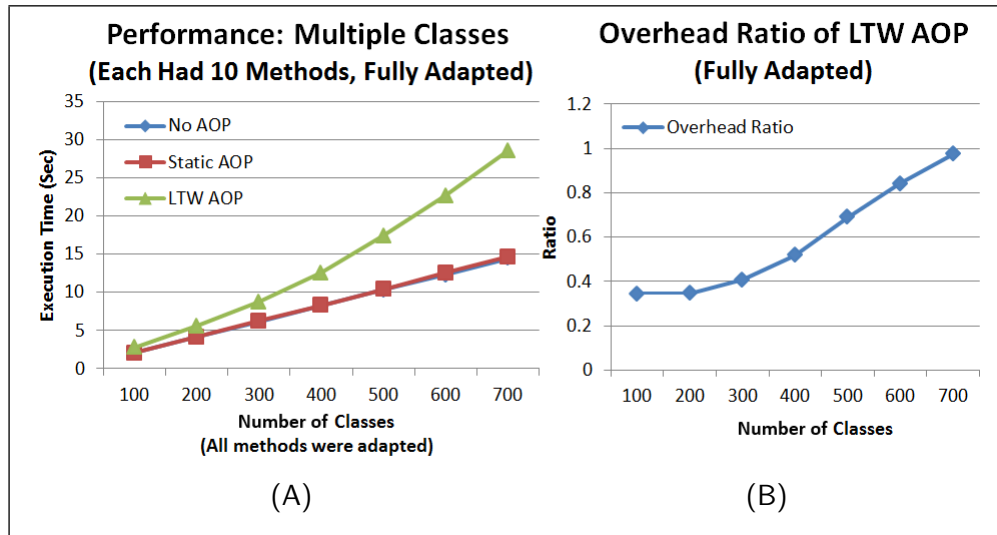 Performance: Multiple Classes
(Each Had 10 Methods, Fully Adapted)
Execution Time (Sec)
35
30
25
20
15
10
5
0
No AOP
Static AOP
LTW AOP
100 200 300 400 500 600 700
Number of Classes
(All methods were adapted)
(A)
Overhead Ratio of LTW AOP
(Fully Adapted)
Ratio
1.2
1
0.8
0.6
0.4
0.2
0
Overhead Ratio
100 200 300 400 500 600 700
Number of Classes
(B)